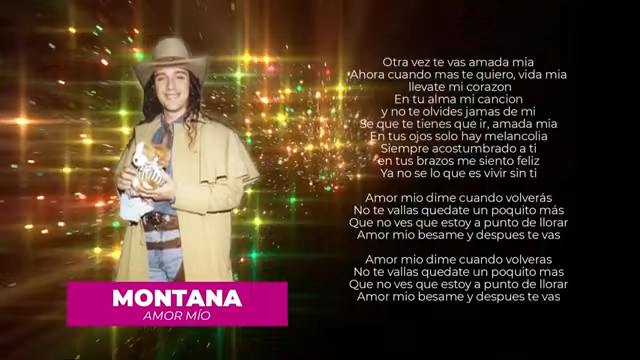 Otra vez te vas amada mia
Ahora cuando mas te quiero, vida mia
llevate mi corazon
En tu alma mi cancion
y no te olvides jamas de mi
Se que te tienes que ir, amada mia
En tus ojos solo hay melancolia
Siempre acostumbrado a ti
en tus brazos me siento feliz
Ya no se lo que es vivir sin ti
Amor mio dime cuando volverás
No te vallas quedate un poquito más
Que no ves que estoy a punto de llorar
Amor mio besame y despues te vas
Amor mio dime cuando volveras
No te vallas quedate un poquito mas
Que no ves que estoy a punto de llorar
Amor mio besame y despues te vas
MONTANA
AMOR MÍO